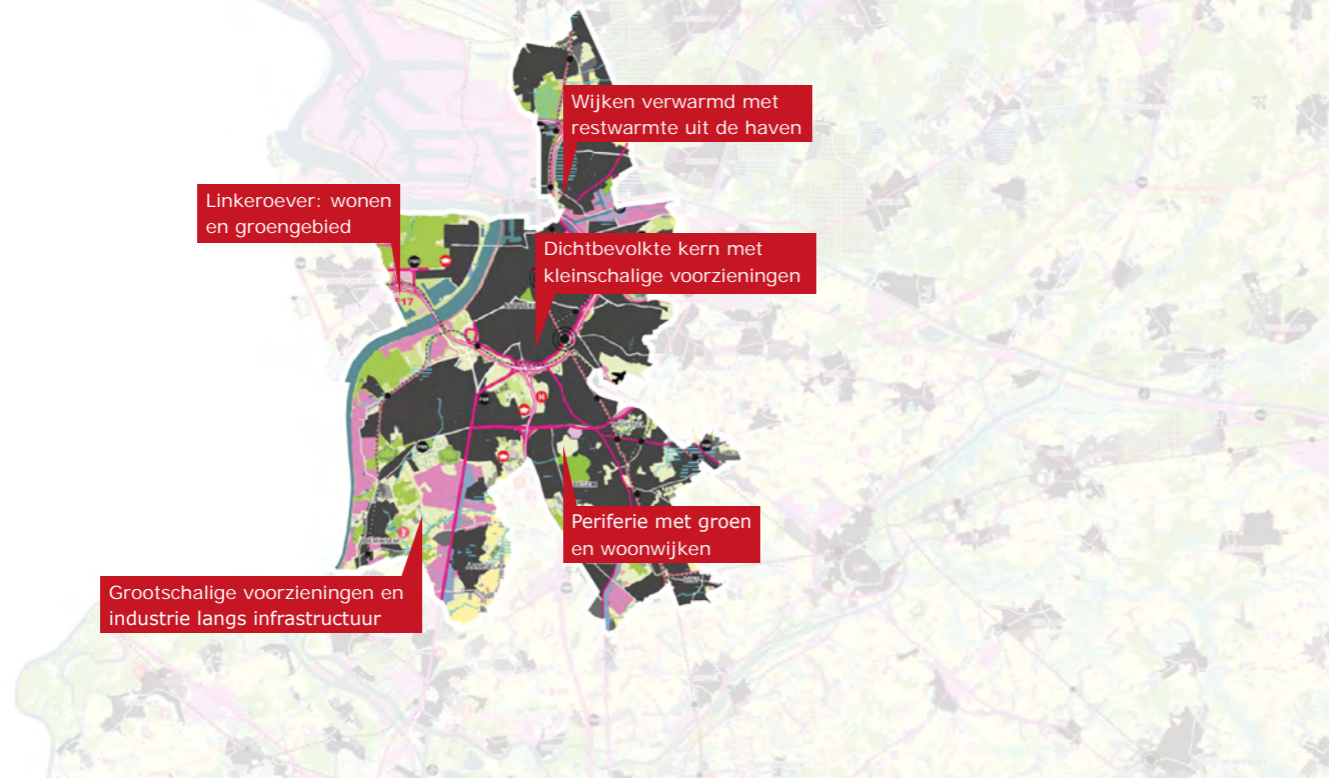 Wijken verwarmd met
restwarmte uit de haven
Linkeroever: wonen
en groengebied
Dichtbevolkte kern met
kleinschalige voorzieningen
Periferie met groen
en woonwijken
Grootschalige voorzieningen en
industrie langs infrastructuur